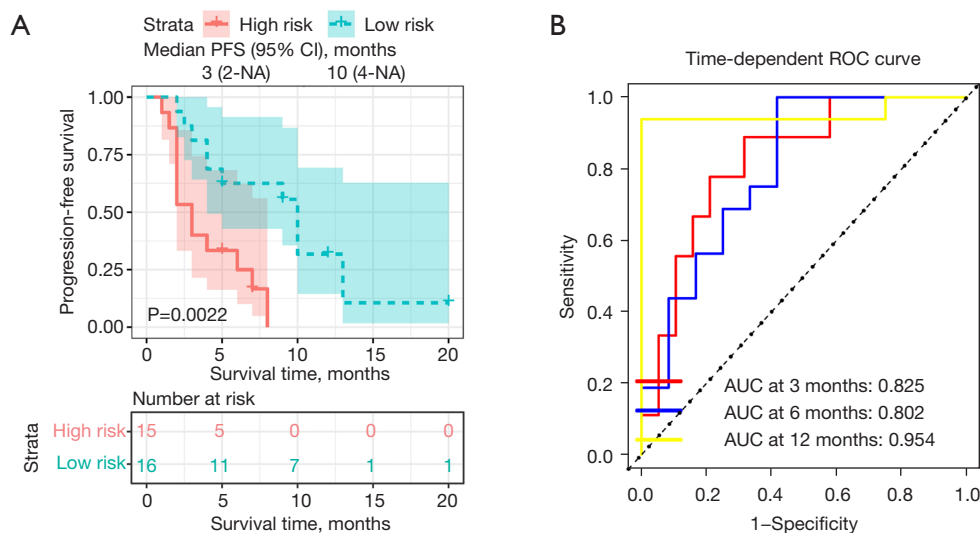 A
Strata High risk Low risk
Median PFS (95% CI), months
3 (2-NA) 10 (4-NA)
Progression-free survival
1.00
0.75
0.50
0.25
0.00
P=0.0022
0 5 10 15 20
Survival time, months
Number at risk
Strata
High risk 15 5 0 0 0
Low risk 16 11 7 1 1
0 5 10 15 20
Survival time, months
B
Time-dependent ROC curve
Sensitivity
1.0
0.8
0.6
0.4
0.2
0.0
AUC at 3 months: 0.825
AUC at 6 months: 0.802
AUC at 12 months: 0.954
0.0 0.2 0.4 0.6 0.8 1.0
1−Specificity